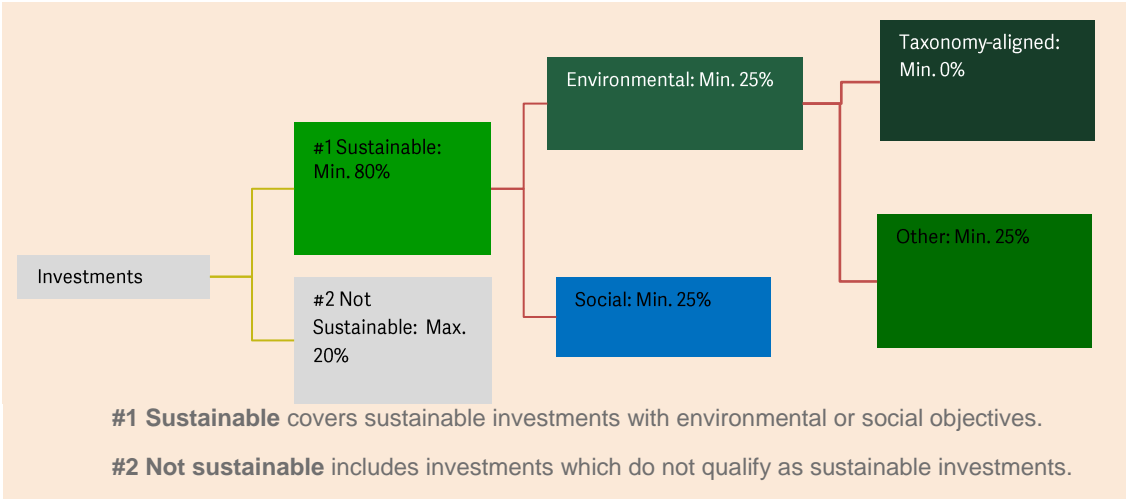 Taxonomy-aligned:
Min. 0%
Environmental: Min. 25%
#1 Sustainable:
Min. 80%
Other: Min. 25%
Investments
#2 Not
Sustainable: Max.
20%
Social: Min. 25%
#1 Sustainable covers sustainable investments with environmental or social objectives.
#2 Not sustainable includes investments which do not qualify as sustainable investments.